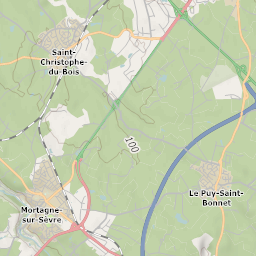 Saint-
Christophe-
du-Bois
100
Le Puy-Saint-
Bonnet
Mortagne-
sur-Sèvre